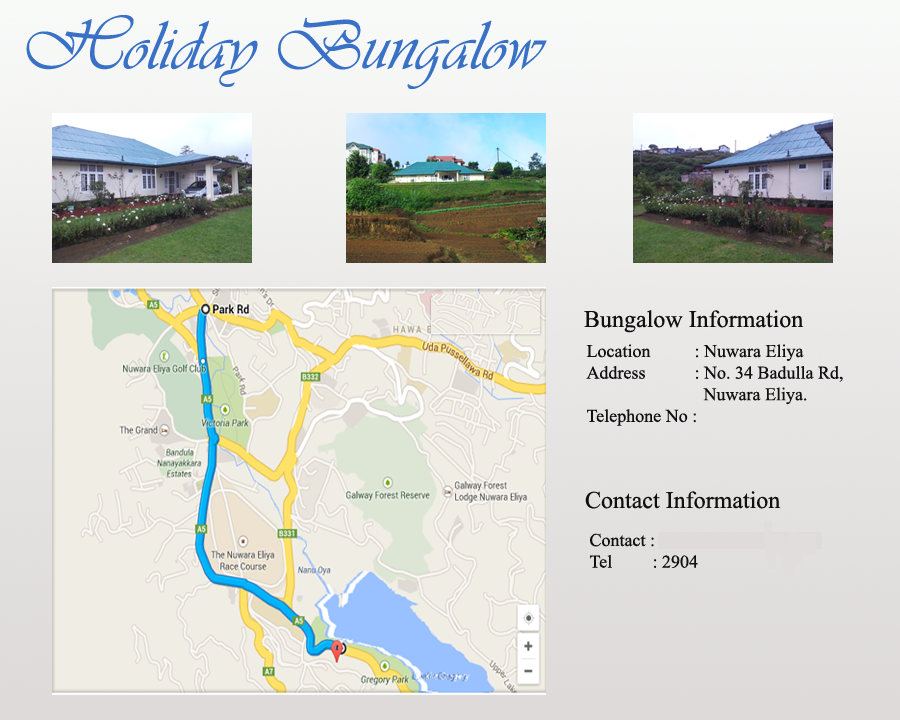 Holiday Bungalow
A5
Park Rd
n's Dr.
HAWA E
Uda Pussellawa Rd
Nuwara Eliya Golf Club
B332
Park Rd
A5
Victoria Park
The Grand
Bandula
Nanayakkara
Estates
Galway Forest Reserve
Galway Forest
Lodge Nuwara Eliya
A5
B331
The Nuwara Eliya
Race Course
Nanu Oya
A5
A7
Gregory Park
Upper Lake
Bungalow Information
Location : Nuwara Eliya
Address : No. 34 Badulla Rd,
Nuwara Eliya.
Telephone No :
Contact Information
Contact :
Tel : 2904